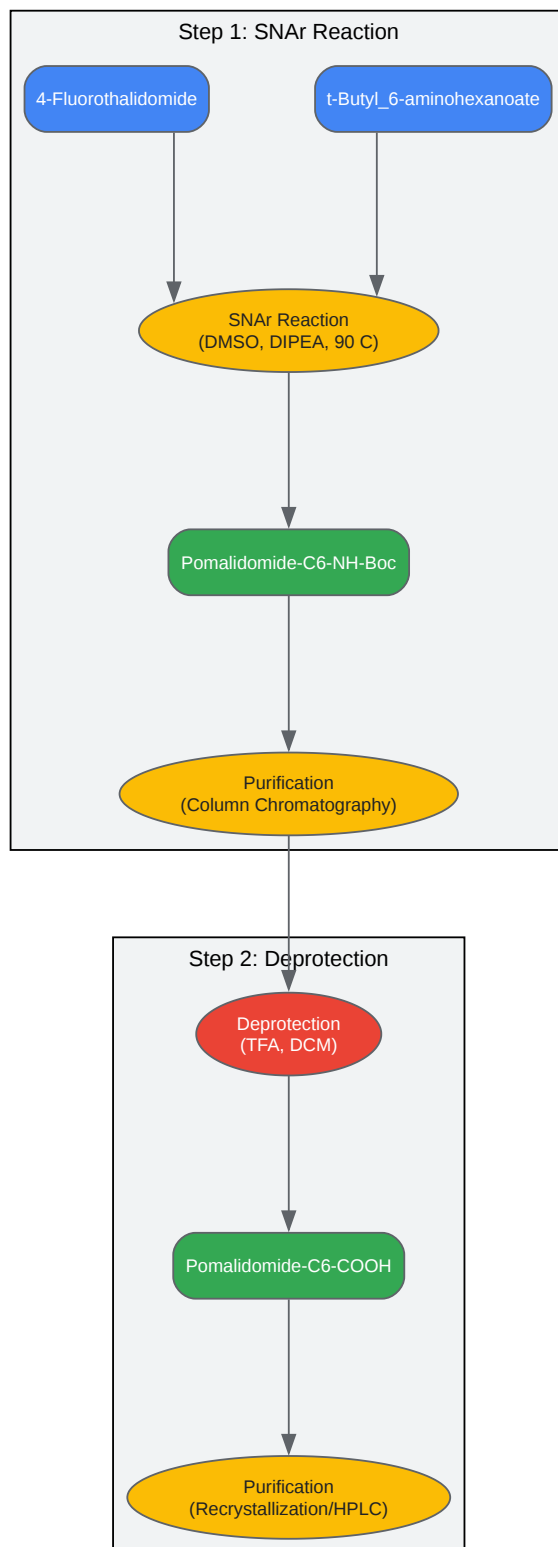 Step 1: SNAr Reaction
4-Fluorothalidomide
t-Butyl_6-aminohexanoate
SNAr Reaction
(DMSO, DIPEA, 90 C)
Pomalidomide-C6-NH-Boc
Purification
(Column Chromatography)
Step 2: Deprotection
Deprotection
(TFA, DCM)
Pomalidomide-C6-COOH
Purification
(Recrystallization/HPLC)